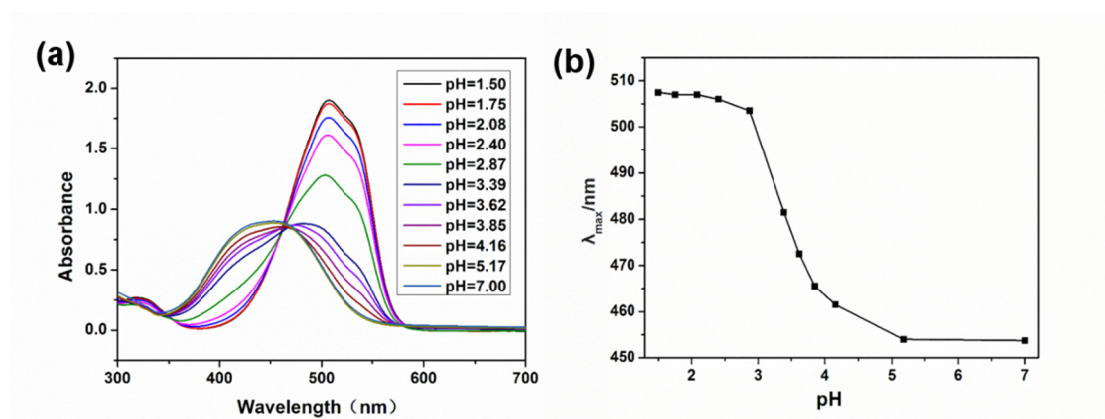 (a)
Absorbance
2.0
1.5
1.0
0.5
0.0
pH=1.50
pH=1.75
pH=2.08
pH=2.40
pH=2.87
pH=3.39
pH=3.62
pH=3.85
pH=4.16
pH=5.17
pH=7.00
300 400 500 600 700
Wavelength（nm）
(b)
λmax/nm
510
500
490
480
470
460
450
2 3 4 5 6 7
pH